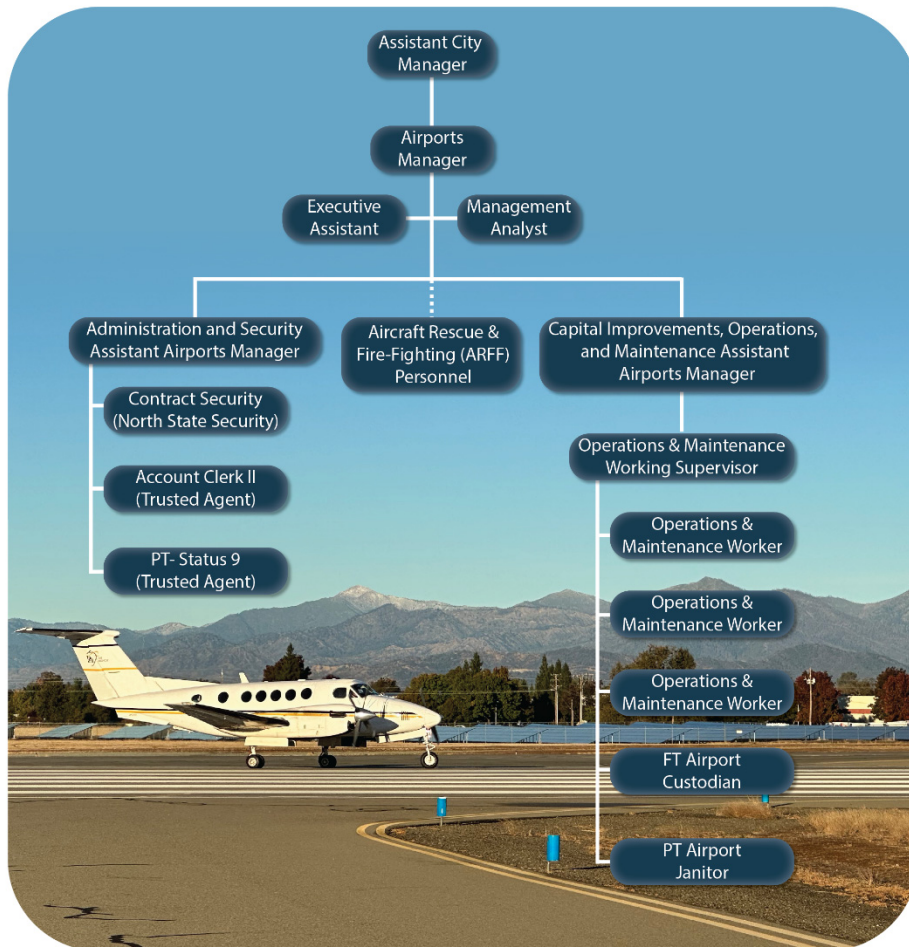 Assistant City
Manager
Airports
Manager
Executive
Assistant
Management
Analyst
Administration and Security
Assistant Airports Manager
Aircraft Rescue &
Fire-Fighting (ARFF)
Personnel
Capital Improvements, Operations,
and Maintenance Assistant
Airports Manager
Contract Security
(North State Security)
Account Clerk II
(Trusted Agent)
PT- Status 9
(Trusted Agent)
Operations & Maintenance
Working Supervisor
Operations &
Maintenance Worker
Operations &
Maintenance Worker
Operations &
Maintenance Worker
FT Airport
Custodian
PT Airport
Janitor